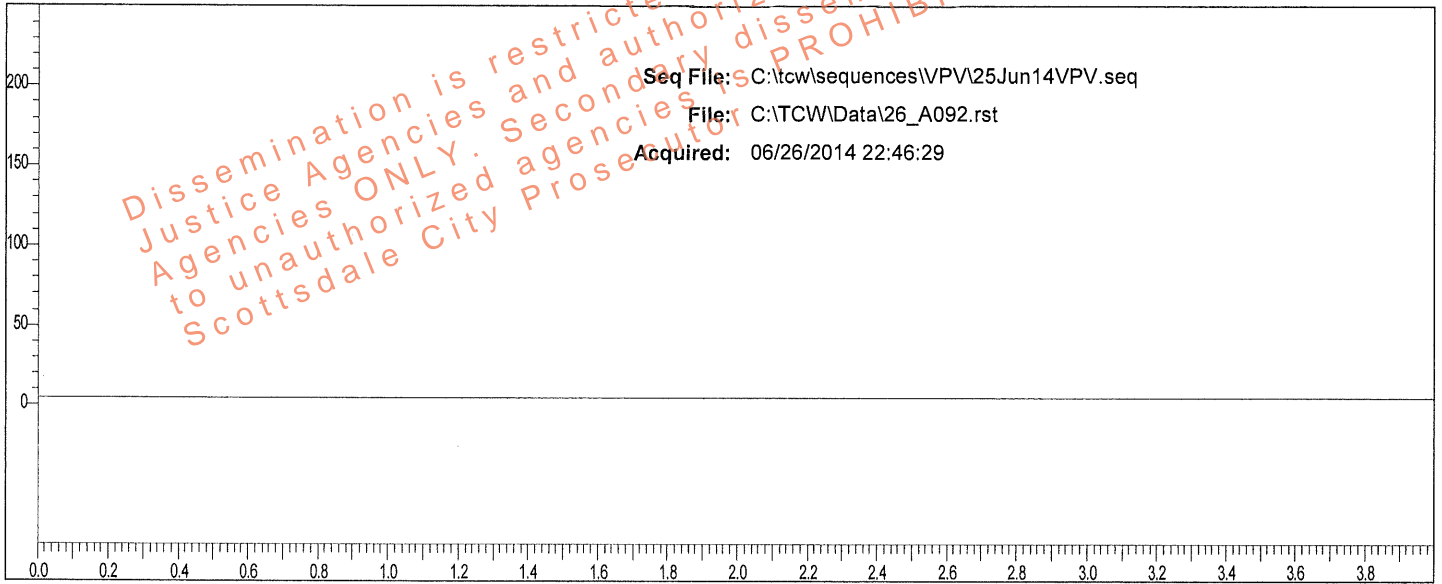 Dissemination is restricte
Justice Agencies and authoriz
Agencies ONLY. Secondary dissem
to unauthorized agencies is PROHIBI
Scottsdale City Prosecutor
Seq File: C:\tcw\sequences\VPV\25Jun14VPV.seq
File: C:\TCW\Data\26_A092.rst
Acquired: 06/26/2014 22:46:29
200
150
100
50
0
0.0 0.2 0.4 0.6 0.8 1.0 1.2 1.4 1.6 1.8 2.0 2.2 2.4 2.6 2.8 3.0 3.2 3.4 3.6 3.8